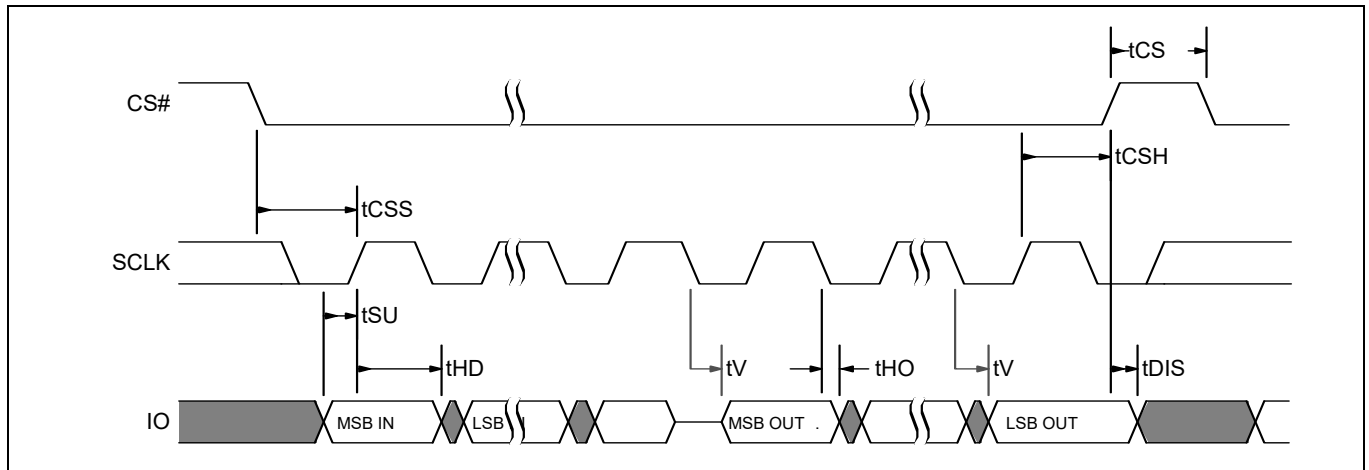 tCS
CS#
tCSH
tCSS
SCLK
tSU
tHD
tV
tHO
tV
tDIS
IO
MSB IN
LSB
MSB OUT .
LSB OUT